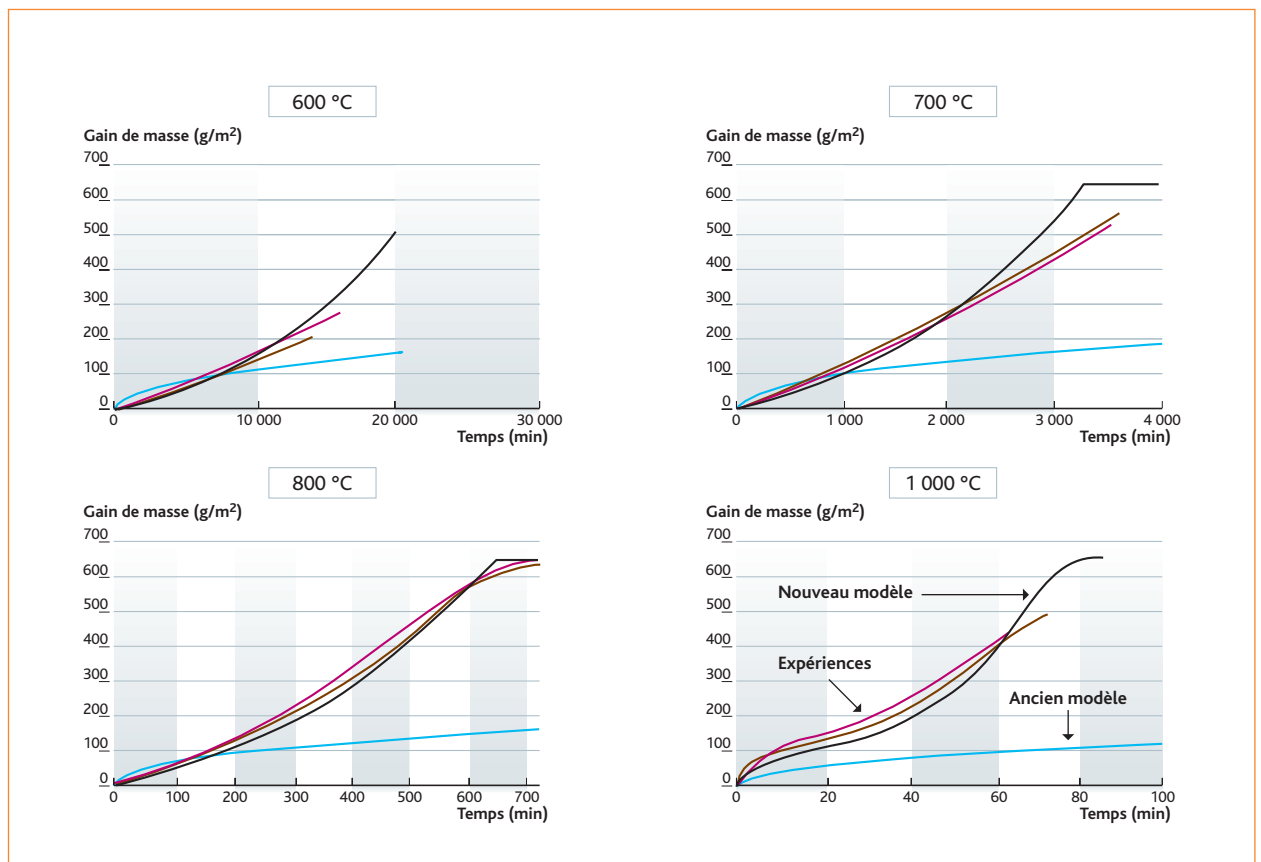 600 °C
Gain de masse (g/m²)
700
600
500
400
300
200
100
0
0 10 000 20 000 30 000
Temps (min)
700 °C
Gain de masse (g/m²)
700
600
500
400
300
200
100
0
0 1 000 2 000 3 000 4 000
Temps (min)
800 °C
Gain de masse (g/m²)
700
600
500
400
300
200
100
0
0 100 200 300 400 500 600 700
Temps (min)
1 000 °C
Gain de masse (g/m²)
700
600
500
400
300
200
100
0
Nouveau modèle
Expériences
Ancien modèle
0 20 40 60 80 100
Temps (min)